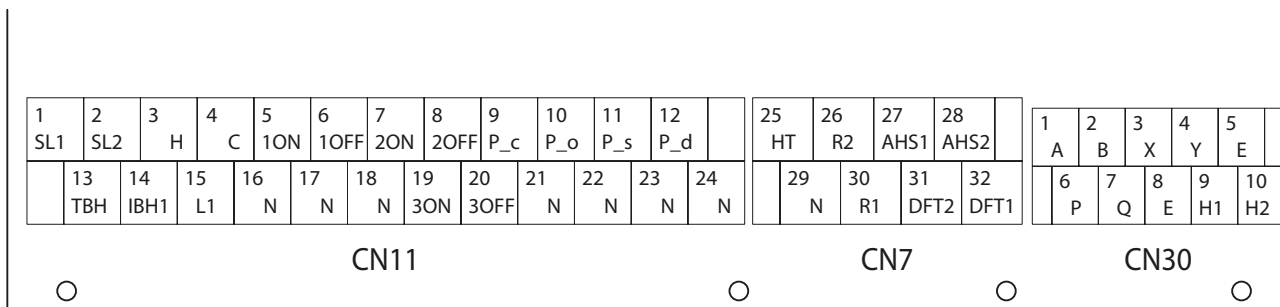 1 2 3 4 5 6 7 8 9 10 11 12
SL1 SL2 H C 1ON 1OFF 2ON 2OFF P_c P_o P_s P_d
13 14 15 16 17 18 19 20 21 22 23 24
TBH IBH1 L1 N N N 3ON 3OFF N N N N
CN11
25 26 27 28
HT R2 AHS1 AHS2
29 30 31 32
N R1 DFT2 DFT1
CN7
1 2 3 4 5
A B X Y E
6 7 8 9 10
P Q E H1 H2
CN30